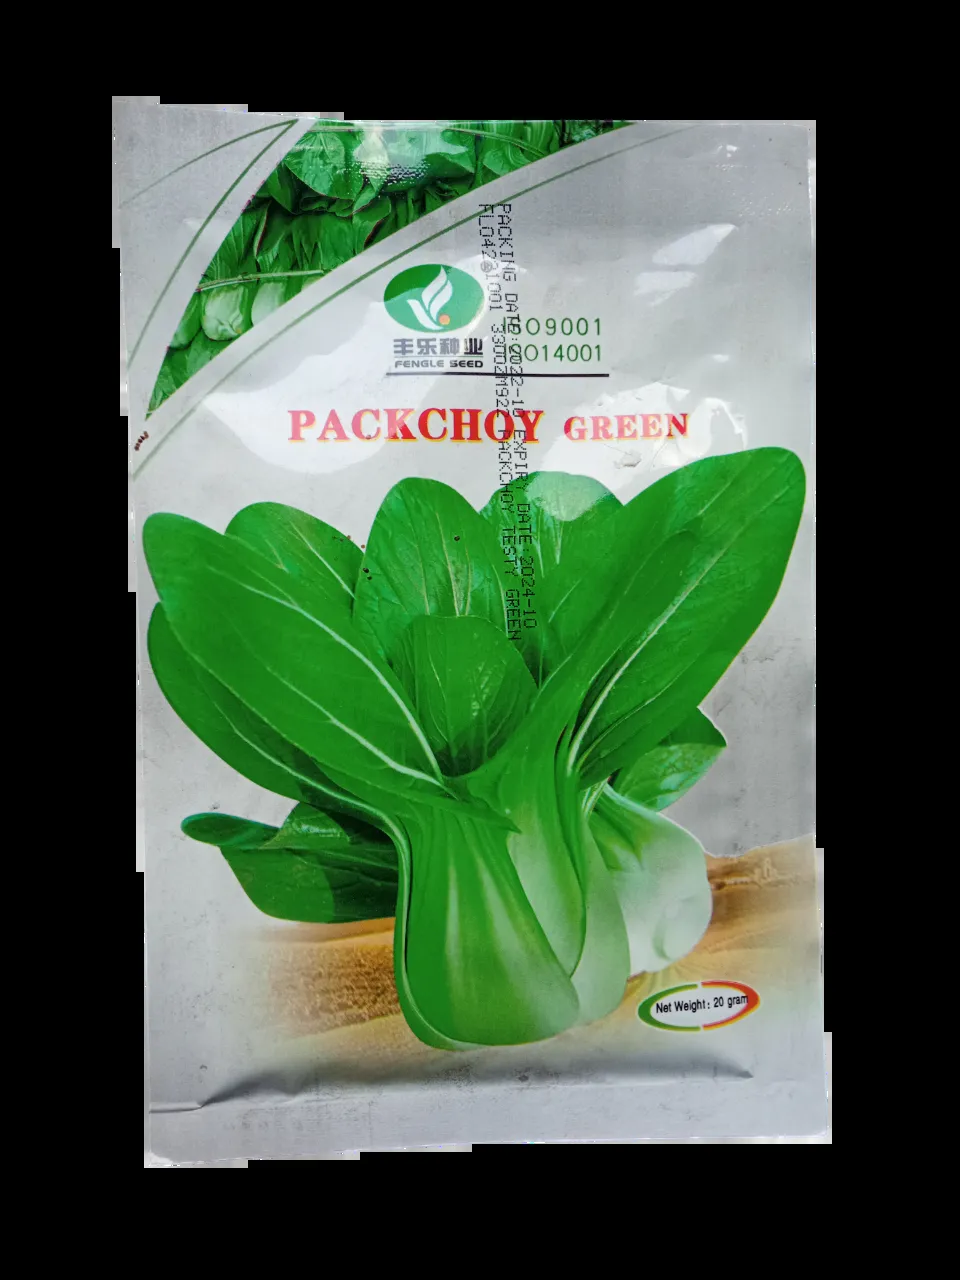 丰乐种业
FENGLE SEED
ISO9001
ISO14001
PACKCHOY GREEN
PACKING DATE:2022-10 EXPIRY DATE:2024-10
PACKCHOY TESTY GREEN
Net Weight: 20 gram